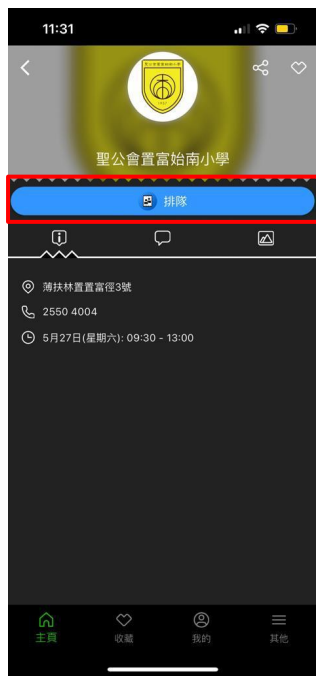 11:31
聖公會置富始南小學
排隊
薄扶林置置富徑3號
2550 4004
5月27日(星期六): 09:30 - 13:00
主頁
收藏
我的
其他